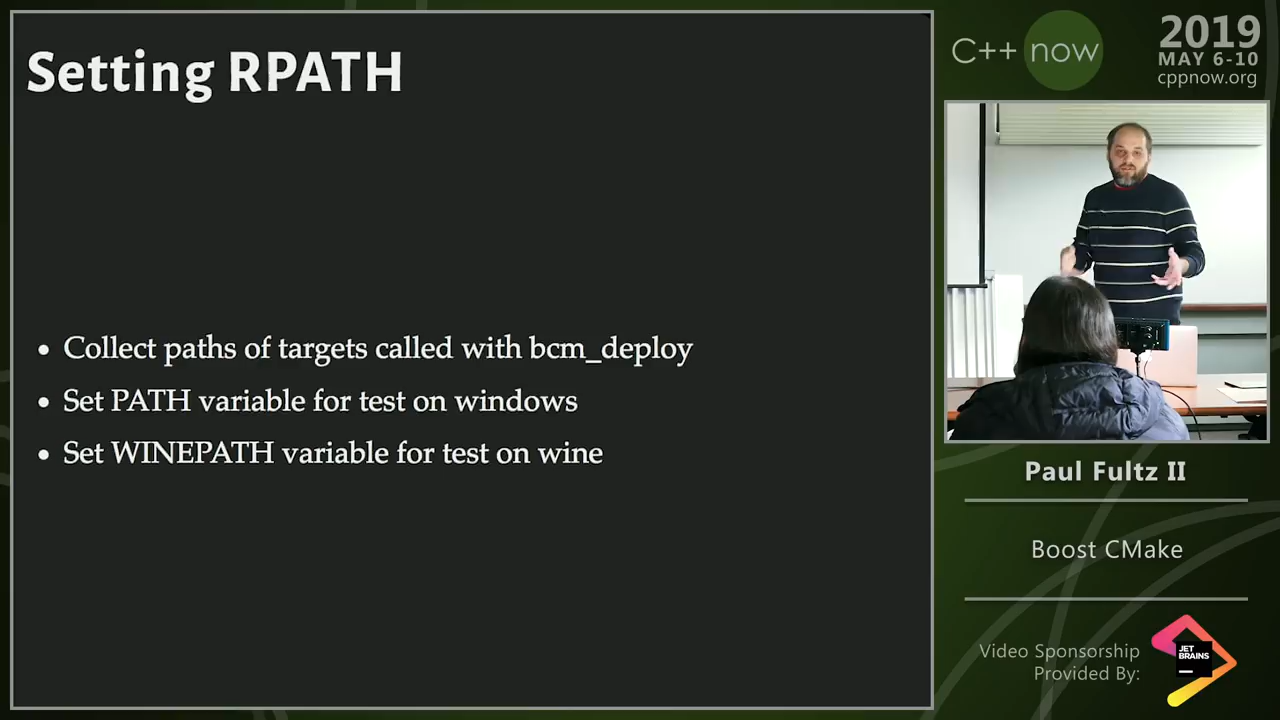 Setting RPATH
• Collect paths of targets called with bcm_deploy
• Set PATH variable for test on windows
• Set WINEPATH variable for test on wine
C++ now
2019
MAY 6-10
cppnow.org
Paul Fultz II
Boost CMake
Video Sponsorship
Provided By:
JET
BRAINS